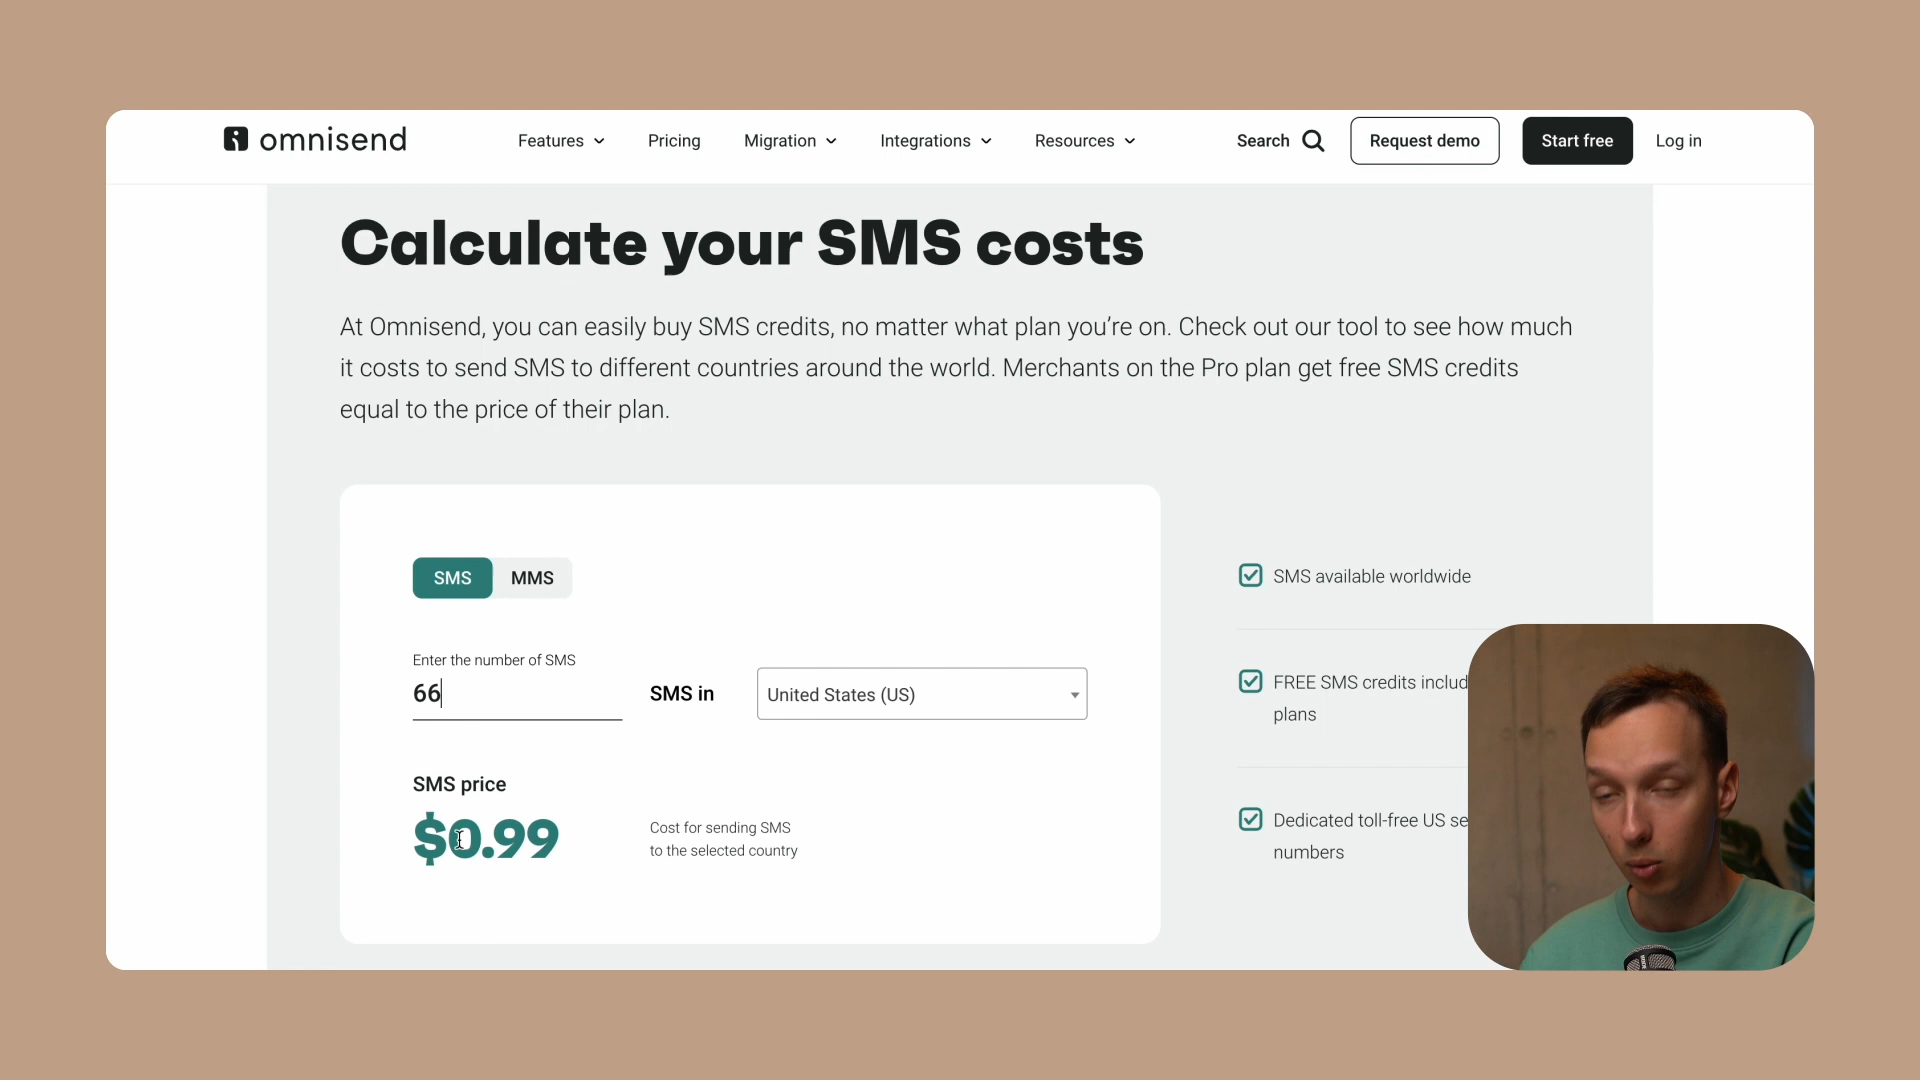 omnisend
Features
Pricing
Migration
Integrations
Resources
Search
Request demo
Start free
Log in
Calculate your SMS costs
At Omnisend, you can easily buy SMS credits, no matter what plan you’re on. Check out our tool to see how much
it costs to send SMS to different countries around the world. Merchants on the Pro plan get free SMS credits
equal to the price of their plan.
SMS
MMS
Enter the number of SMS
66
SMS in
United States (US)
SMS price
$0.99
Cost for sending SMS
to the selected country
SMS available worldwide
FREE SMS credits includ
plans
Dedicated toll-free US se
numbers